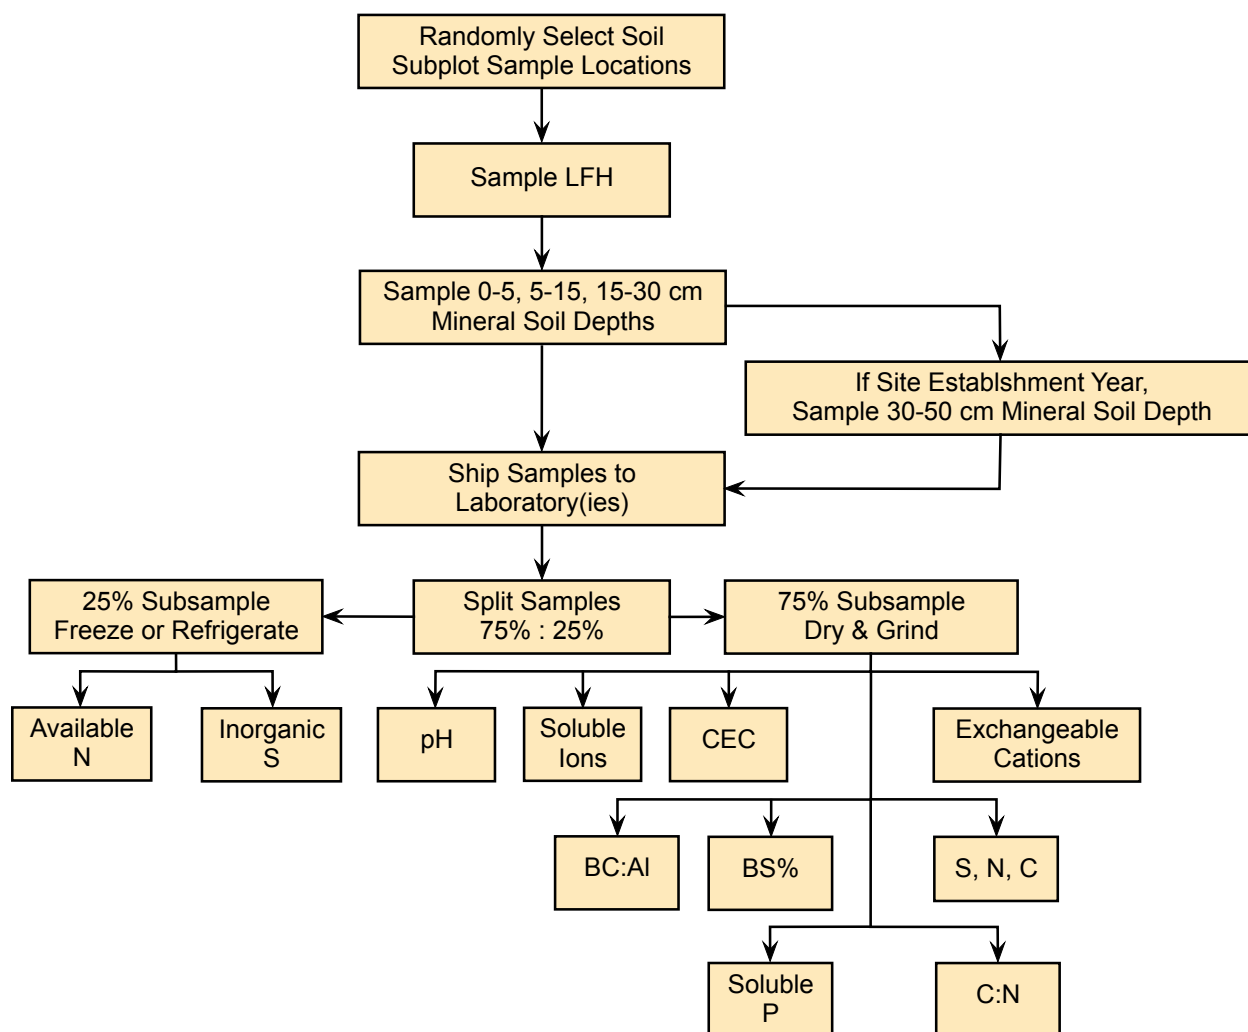 Randomly Select Soil
Subplot Sample Locations
Sample LFH
Sample 0-5, 5-15, 15-30 cm
Mineral Soil Depths
If Site Establshment Year,
Sample 30-50 cm Mineral Soil Depth
Ship Samples to
Laboratory(ies)
25% Subsample
Freeze or Refrigerate
Split Samples
75% : 25%
75% Subsample
Dry & Grind
Available
N
Inorganic
S
pH
Soluble
Ions
CEC
Exchangeable
Cations
BC:Al
BS%
S, N, C
Soluble
P
C:N